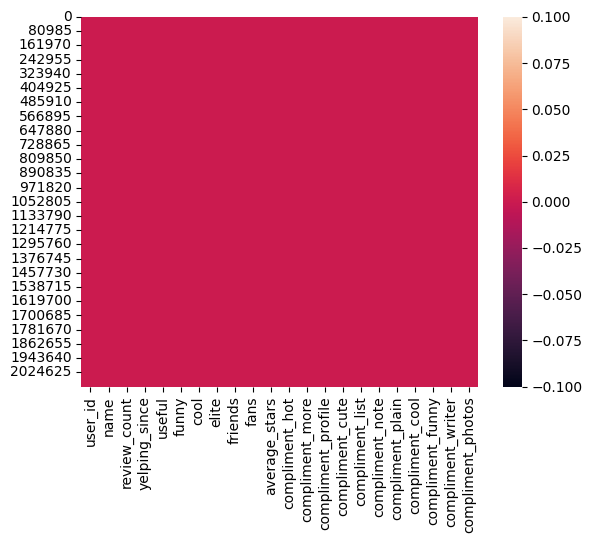 0
80985
161970
242955
323940
404925
485910
566895
647880
728865
809850
890835
971820
1052805
1133790
1214775
1295760
1376745
1457730
1538715
1619700
1700685
1781670
1862655
1943640
2024625
user_id
name
review_count
yelping_since
useful
funny
cool
elite
friends
fans
average_stars
compliment_hot
compliment_more
compliment_profile
compliment_cute
compliment_list
compliment_note
compliment_plain
compliment_cool
compliment_funny
compliment_writer
compliment_photos
0.100
0.075
0.050
0.025
0.000
−0.025
−0.050
−0.075
−0.100